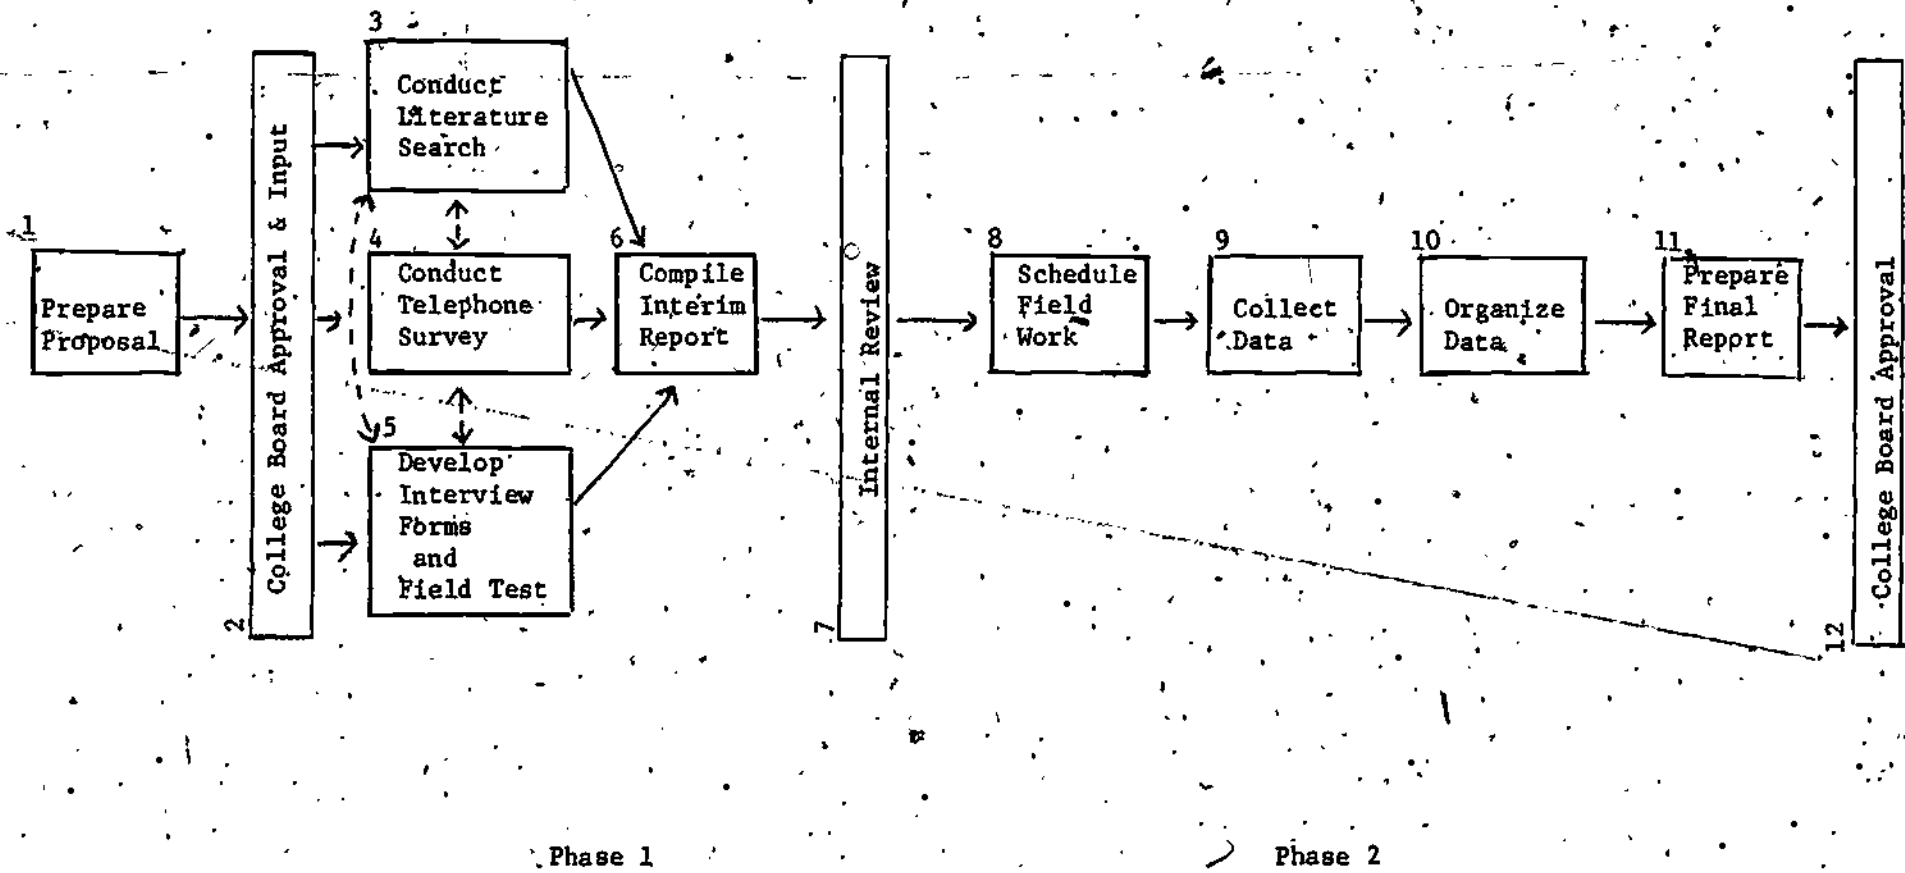 1
Prepare
Proposal
2
College Board Approval & Input
3
Conduct
Literature
Search
4
Conduct
Telephone
Survey
5
Develop
Interview
Forms
and
Field Test
6
Compile
Interim
Report
7
Internal Review
8
Schedule
Field
Work
9
Collect
Data
10
Organize
Data
11
Prepare
Final
Report
12
College Board Approval
Phase 1
Phase 2